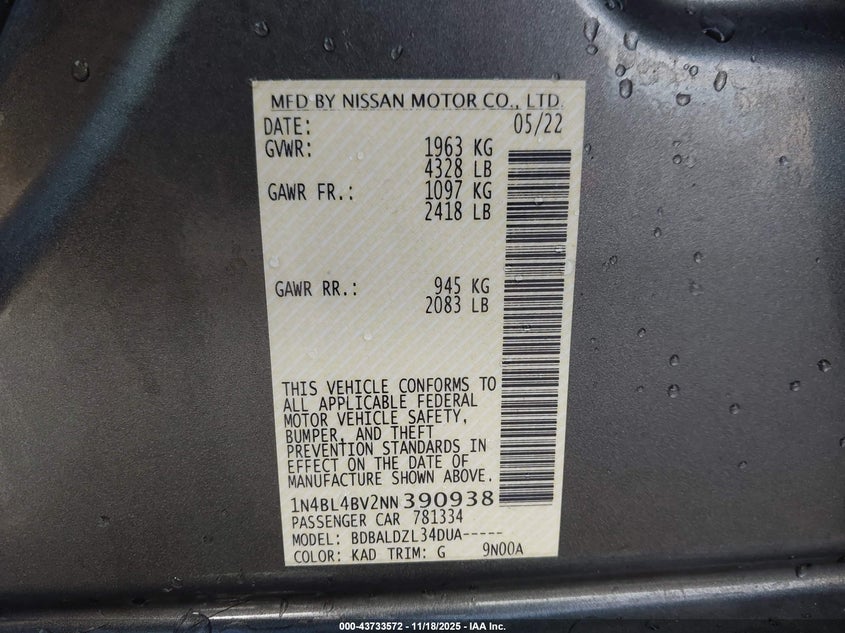 MFD BY NISSAN MOTOR CO., LTD.
DATE: 05/22
GVWR: 1963 KG
4328 LB
GAWR FR.: 1097 KG
2418 LB
GAWR RR.: 945 KG
2083 LB
THIS VEHICLE CONFORMS TO
ALL APPLICABLE FEDERAL
MOTOR VEHICLE SAFETY,
BUMPER, AND THEFT
PREVENTION STANDARDS IN
EFFECT ON THE DATE OF
MANUFACTURE SHOWN ABOVE.
1N4BL4BV2NN390938
PASSENGER CAR 781334
MODEL: BDBALDZL34DUA-----
COLOR: KAD TRIM: G 9N00A
000-43733572 - 11/18/2025 - IAA Inc.